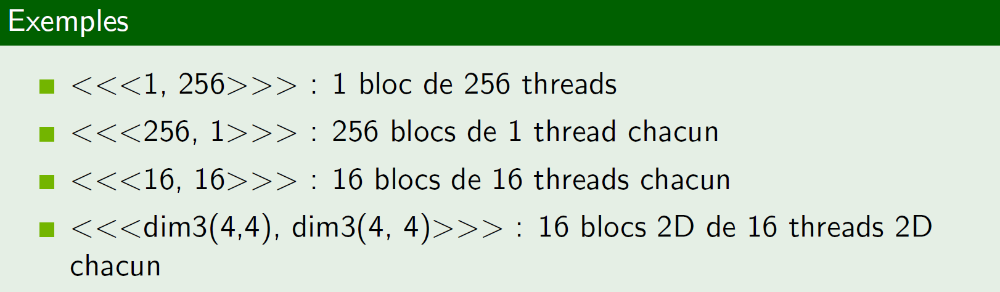 Exemples
<<<1, 256>>> : 1 bloc de 256 threads
<<<256, 1>>> : 256 blocs de 1 thread chacun
<<<16, 16>>> : 16 blocs de 16 threads chacun
<<<dim3(4,4), dim3(4, 4)>>> : 16 blocs 2D de 16 threads 2D
chacun